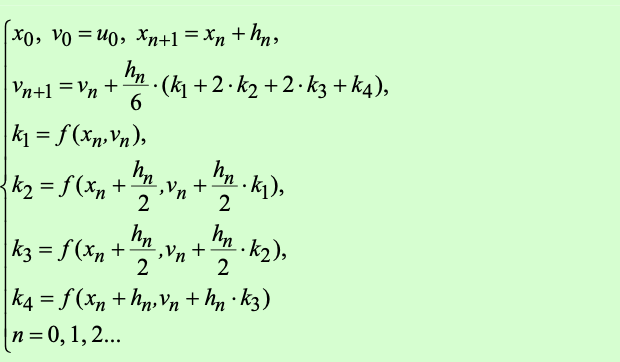 x₀, v₀ = u₀, xₙ₊₁ = xₙ + hₙ,
vₙ₊₁ = vₙ + hₙ/6 · (k₁ + 2 · k₂ + 2 · k₃ + k₄),
k₁ = f(xₙ,vₙ),
k₂ = f(xₙ + hₙ/2 ,vₙ + hₙ/2 · k₁),
k₃ = f(xₙ + hₙ/2 ,vₙ + hₙ/2 · k₂),
k₄ = f(xₙ + hₙ,vₙ + hₙ · k₃)
n = 0, 1, 2...